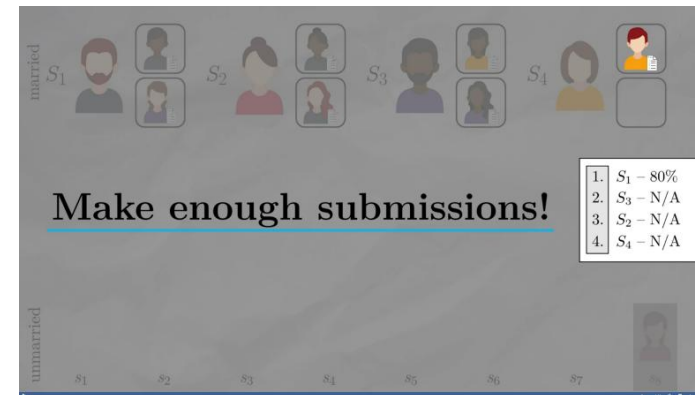 married
S₁
S₂
S₃
S₄
1. S₁ – 80%
2. S₃ – N/A
3. S₂ – N/A
4. S₄ – N/A
Make enough submissions!
unmarried
s₁ s₂ s₃ s₄ s₅ s₆ s₇